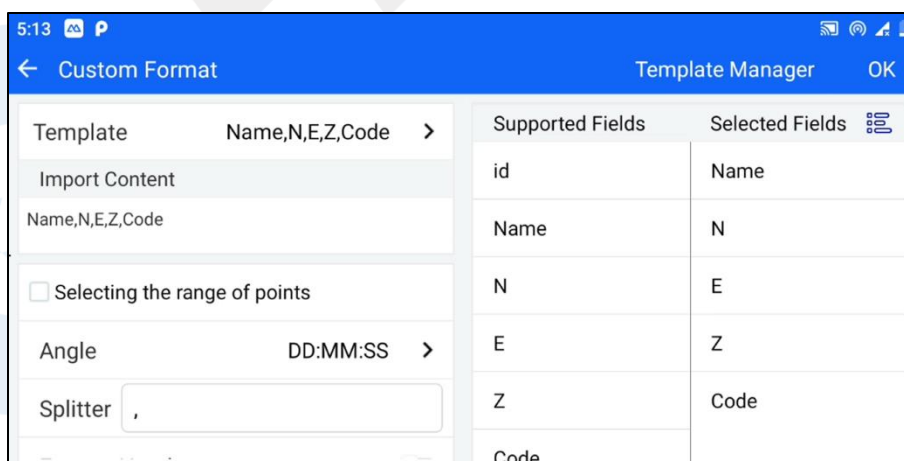 5:13
Custom Format
Template Manager
OK
Template
Name,N,E,Z,Code
Import Content
Name,N,E,Z,Code
Selecting the range of points
Angle
DD:MM:SS
Splitter
,
Supported Fields
Selected Fields
id
Name
Name
N
N
E
E
Z
Z
Code
Code